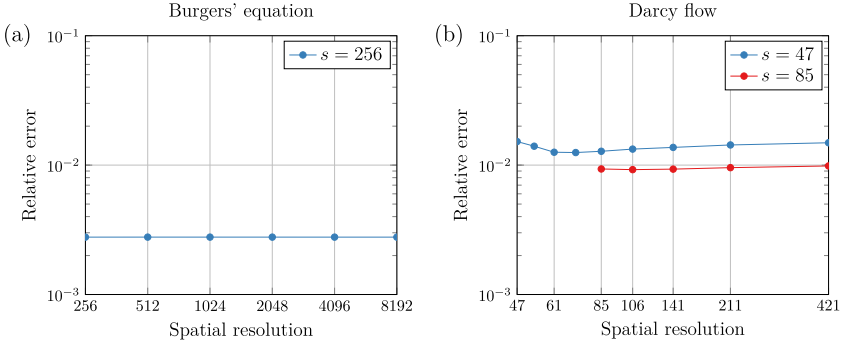 Burgers' equation
(a)
s = 256
10⁻¹
10⁻²
10⁻³
Relative error
256 512 1024 2048 4096 8192
Spatial resolution
Darcy flow
(b)
s = 47
s = 85
10⁻¹
10⁻²
10⁻³
Relative error
47 61 85 106 141 211 421
Spatial resolution